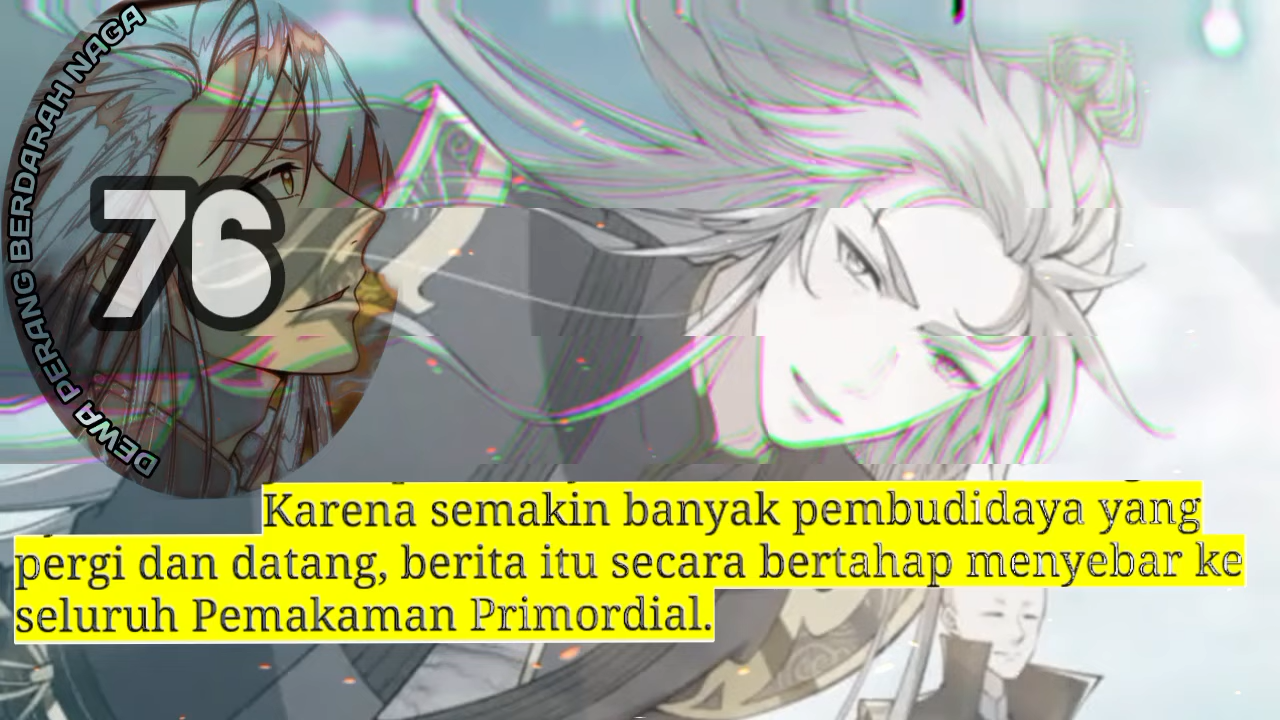 DEWA PERANG BERDARAH NAGA
76
Karena semakin banyak pembudidaya yang
pergi dan datang, berita itu secara bertahap menyebar ke
seluruh Pemakaman Primordial.